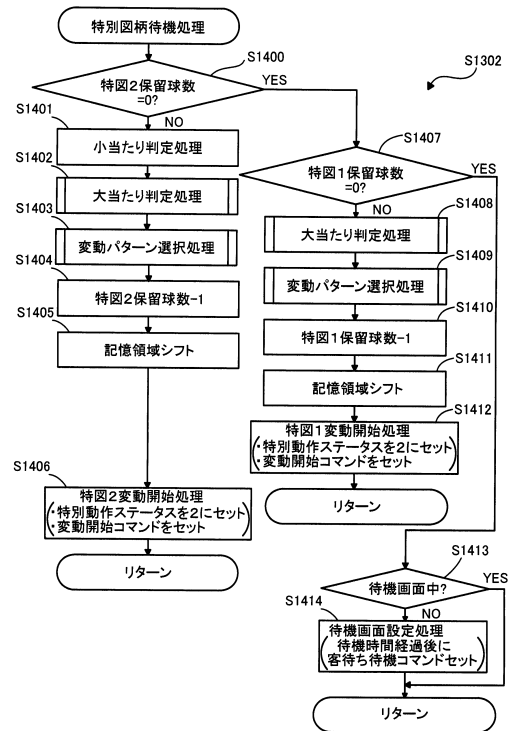 特別図柄待機処理
S1400
特図2保留球数
=0?
YES
NO
S1302
S1401
小当たり判定処理
S1402
大当たり判定処理
S1403
変動パターン選択処理
S1404
特図2保留球数-1
S1405
記憶領域シフト
S1406
特図2変動開始処理
・特別動作ステータスを2にセット
・変動開始コマンドをセット
リターン
S1407
特図1保留球数
=0?
YES
NO
S1408
大当たり判定処理
S1409
変動パターン選択処理
S1410
特図1保留球数-1
S1411
記憶領域シフト
S1412
特図1変動開始処理
・特別動作ステータスを2にセット
・変動開始コマンドをセット
リターン
S1413
待機画面中?
YES
NO
S1414
待機画面設定処理
待機時間経過後に
客待ち待機コマンドセット
リターン